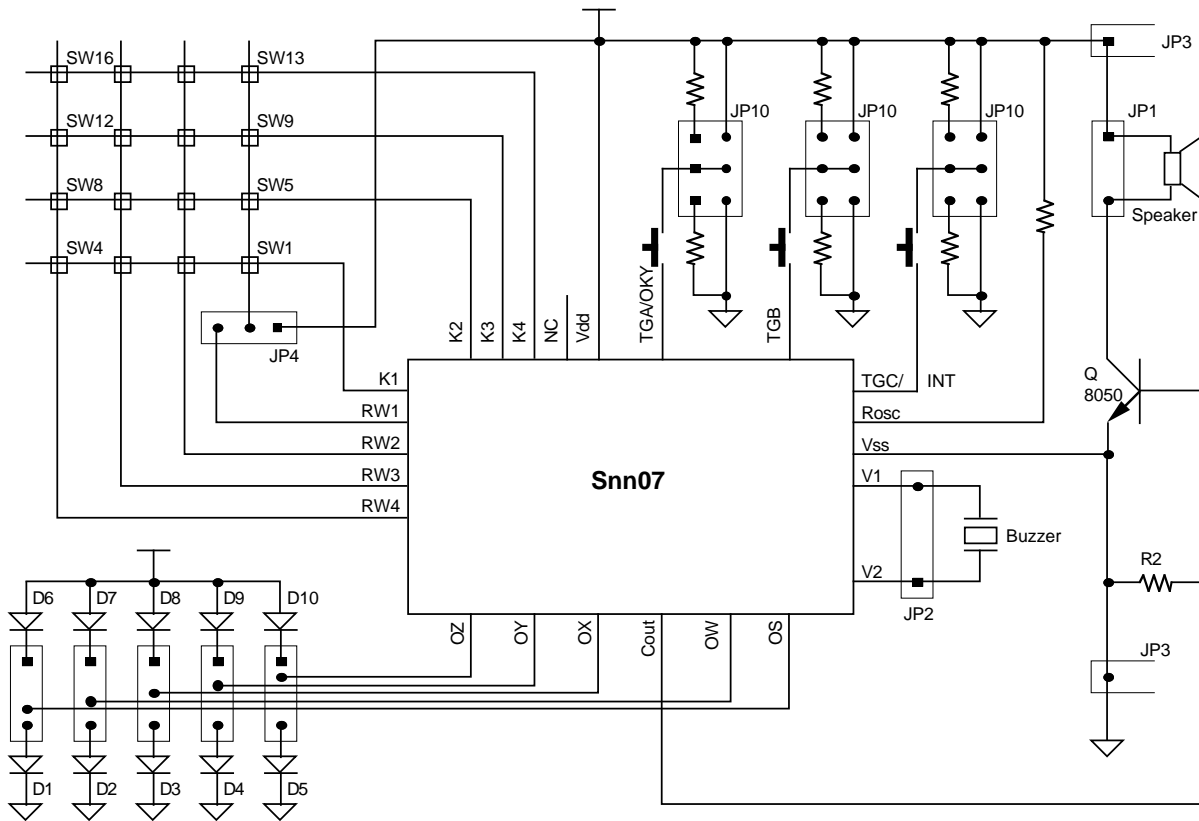 SW16
SW13
JP3
SW12
SW9
JP10
JP10
JP10
JP1
SW8
SW5
Speaker
SW4
SW1
JP4
K2
K3
K4
NC
Vdd
TGA/OKY
TGB
K1
TGC/ INT
Q
8050
RW1
Rosc
RW2
Vss
RW3
Snn07
V1
RW4
Buzzer
V2
R2
JP2
D6
D7
D8
D9
D10
OZ
OY
OX
Cout
OW
OS
JP3
D1
D2
D3
D4
D5